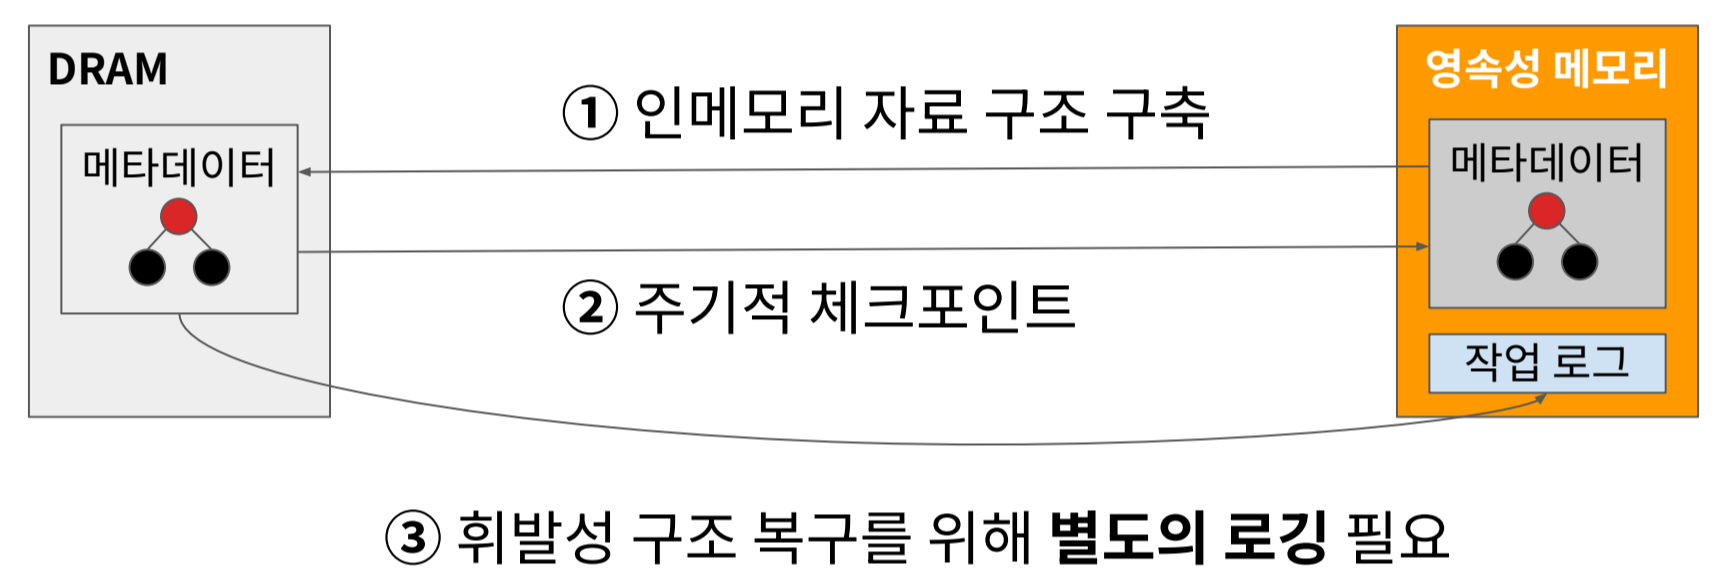 DRAM
메타데이터
① 인메모리 자료 구조 구축
② 주기적 체크포인트
영속성 메모리
메타데이터
작업 로그
③ 휘발성 구조 복구를 위해 별도의 로깅 필요